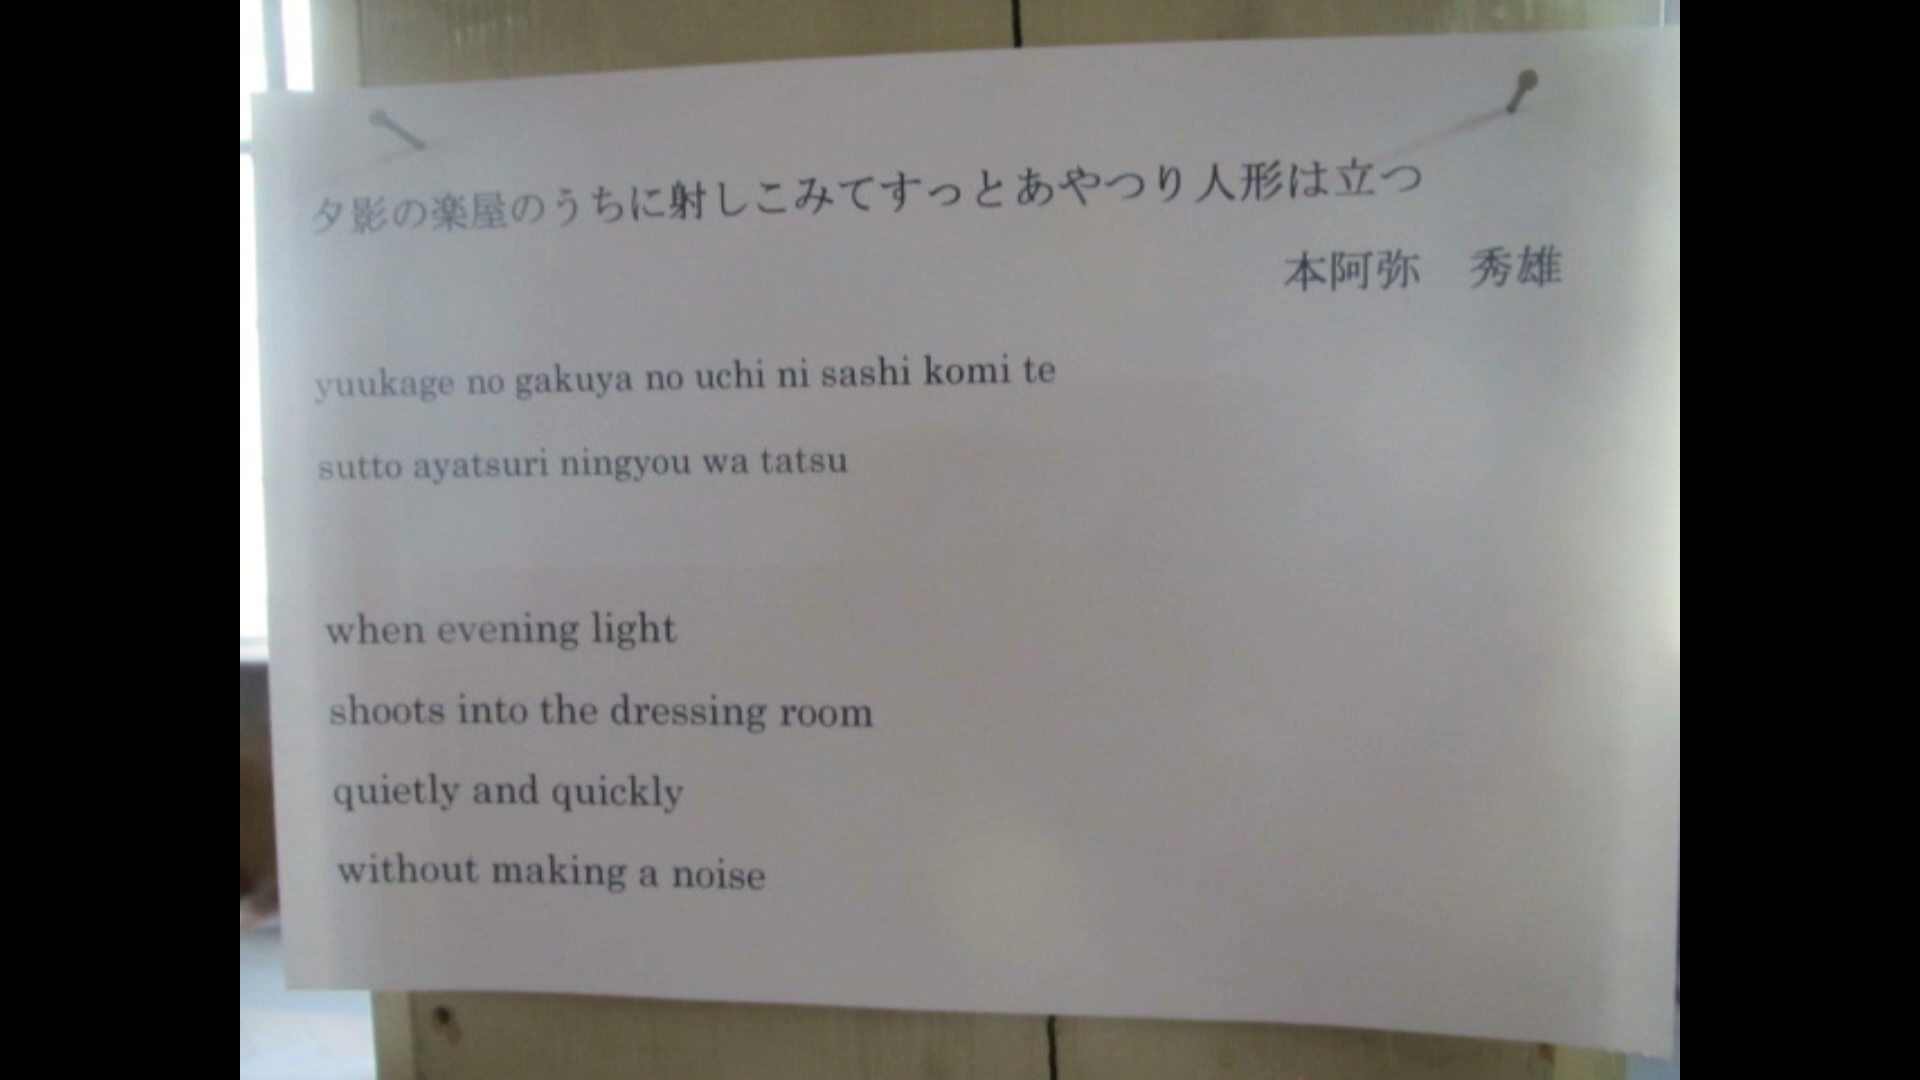 夕影の楽屋のうちに射しこみてすっとあやつり人形は立つ
本阿弥　秀雄
yuukage no gakuya no uchi ni sashi komi te
sutto ayatsuri ningyou wa tatsu
when evening light
shoots into the dressing room
quietly and quickly
without making a noise